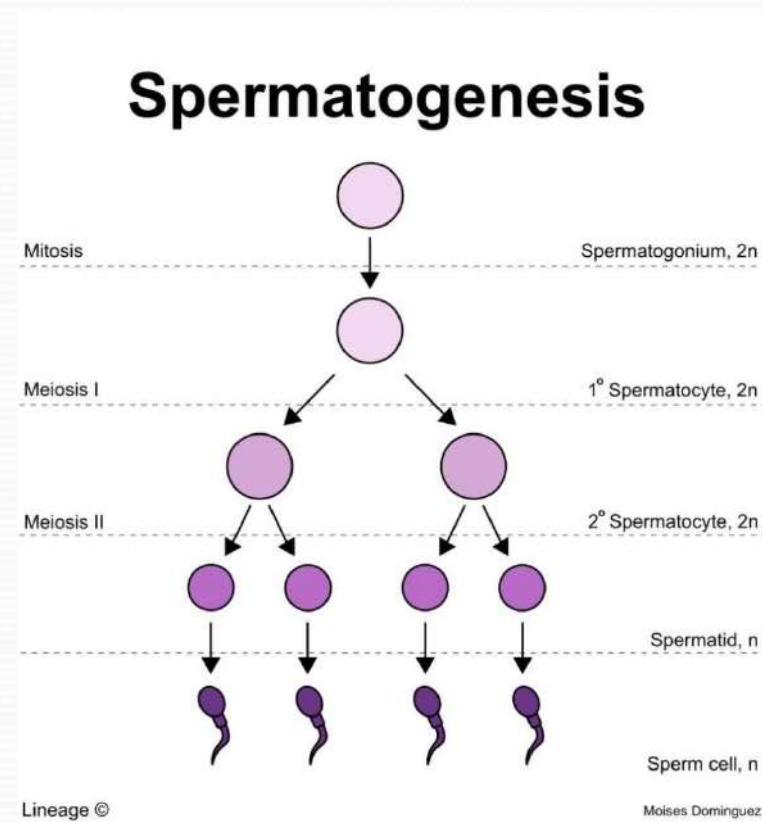 Spermatogenesis
Mitosis
Spermatogonium, 2n
Meiosis I
1° Spermatocyte, 2n
Meiosis II
2° Spermatocyte, 2n
Spermatid, n
Sperm cell, n
Lineage ©
Moises Dominguez